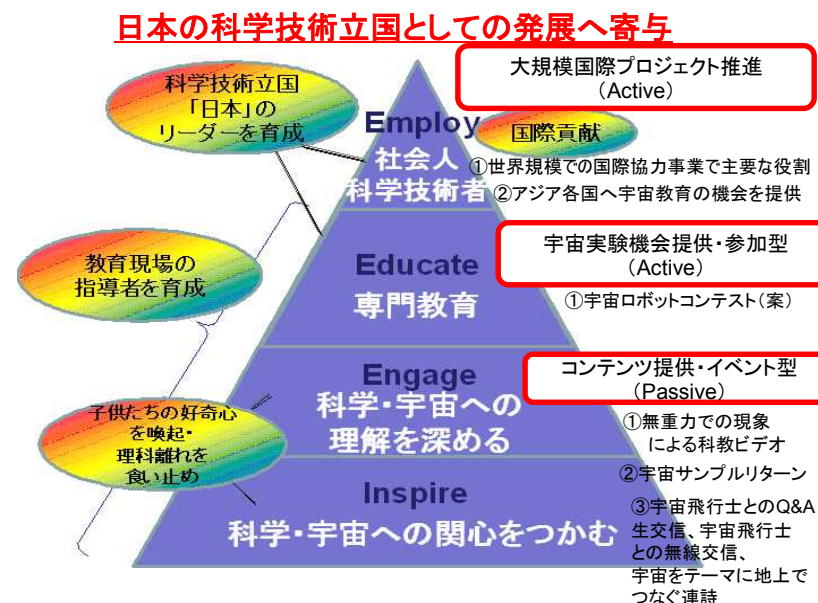 日本の科学技術立国としての発展へ寄与
科学技術立国
「日本」の
リーダーを育成
大規模国際プロジェクト推進
(Active)
Employ
社会人
科学技術者
国際貢献
①世界規模での国際協力事業で主要な役割
②アジア各国へ宇宙教育の機会を提供
教育現場の
指導者を育成
Educate
専門教育
宇宙実験機会提供・参加型
(Active)
①宇宙ロボットコンテスト(案)
Engage
科学・宇宙への
理解を深める
コンテンツ提供・イベント型
(Passive)
子供たちの好奇心
を喚起・
理科離れを
食い止め
①無重力での現象
による科教ビデオ
②宇宙サンプルリターン
Inspire
科学・宇宙への関心をつかむ
③宇宙飛行士とのQ&A
生交信、宇宙飛行士
との無線交信、
宇宙をテーマに地上で
つなぐ連詩